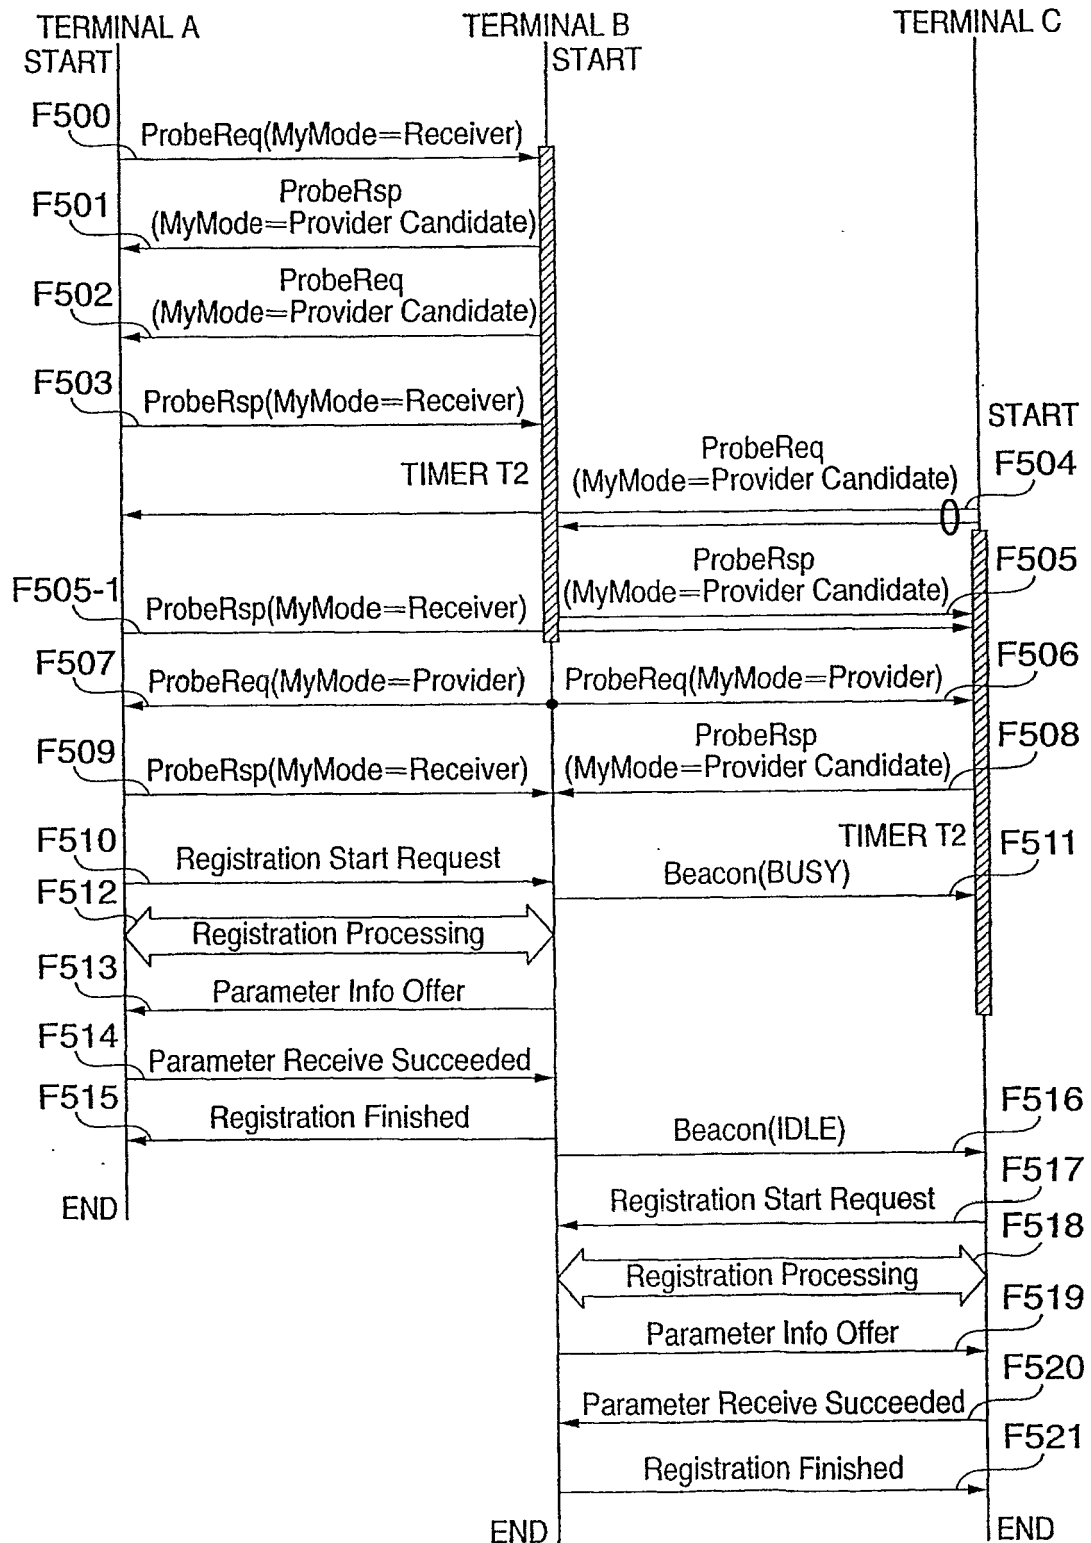 TERMINAL A
TERMINAL B
TERMINAL C
START
START
F500
ProbeReq(MyMode=Receiver)
F501
ProbeRsp
(MyMode=Provider Candidate)
F502
ProbeReq
(MyMode=Provider Candidate)
F503
ProbeRsp(MyMode=Receiver)
START
TIMER T2
ProbeReq
(MyMode=Provider Candidate)
F504
F505-1
ProbeRsp(MyMode=Receiver)
ProbeRsp
(MyMode=Provider Candidate)
F505
F507
ProbeReq(MyMode=Provider)
ProbeReq(MyMode=Provider)
F506
F509
ProbeRsp(MyMode=Receiver)
ProbeRsp
(MyMode=Provider Candidate)
F508
TIMER T2
F510
Registration Start Request
Beacon(BUSY)
F511
F512
Registration Processing
F513
Parameter Info Offer
F514
Parameter Receive Succeeded
F515
Registration Finished
Beacon(IDLE)
F516
END
Registration Start Request
F517
Registration Processing
F518
Parameter Info Offer
F519
Parameter Receive Succeeded
F520
Registration Finished
F521
END
END